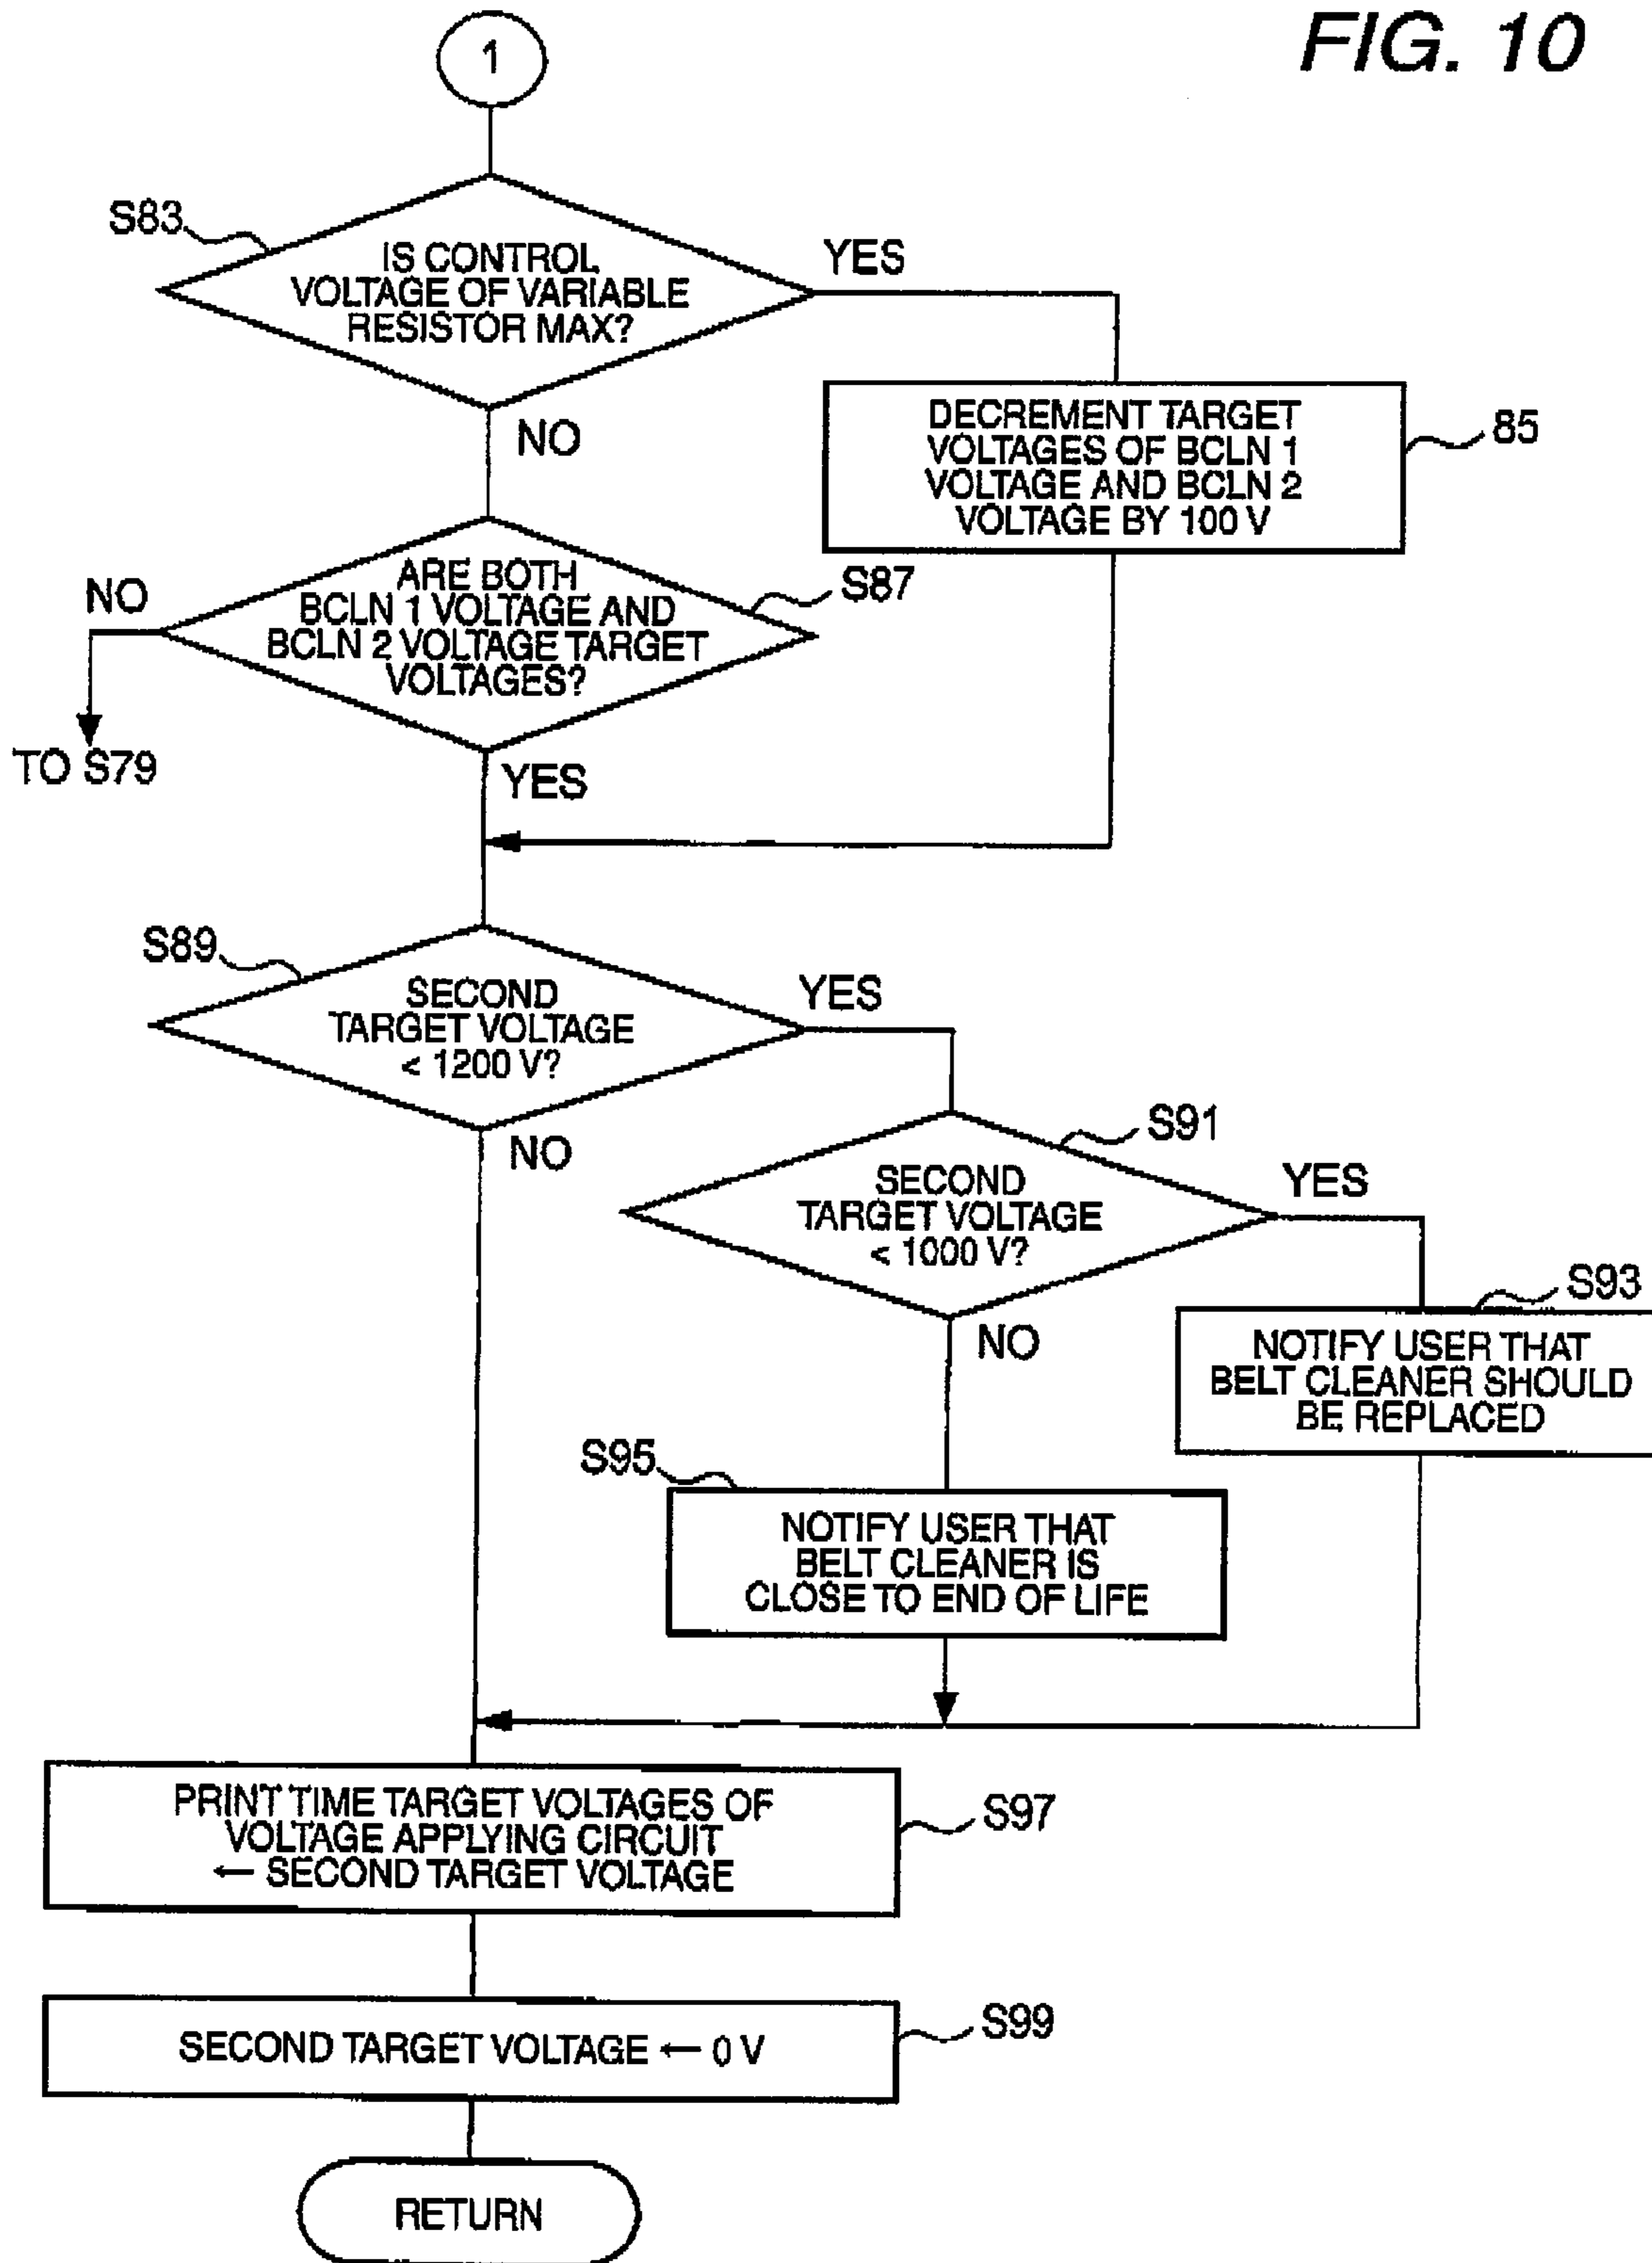 FIG. 10
1
S83
IS CONTROL
VOLTAGE OF VARIABLE
RESISTOR MAX?
YES
NO
DECREMENT TARGET
VOLTAGES OF BCLN 1
VOLTAGE AND BCLN 2
VOLTAGE BY 100 V
85
ARE BOTH
BCLN 1 VOLTAGE AND
BCLN 2 VOLTAGE TARGET
VOLTAGES?
S87
NO
TO S79
YES
S89
SECOND
TARGET VOLTAGE
< 1200 V?
YES
NO
S91
SECOND
TARGET VOLTAGE
< 1000 V?
YES
NO
S93
NOTIFY USER THAT
BELT CLEANER SHOULD
BE REPLACED
S95
NOTIFY USER THAT
BELT CLEANER IS
CLOSE TO END OF LIFE
PRINT TIME TARGET VOLTAGES OF
VOLTAGE APPLYING CIRCUIT
← SECOND TARGET VOLTAGE
S97
SECOND TARGET VOLTAGE ← 0 V
S99
RETURN